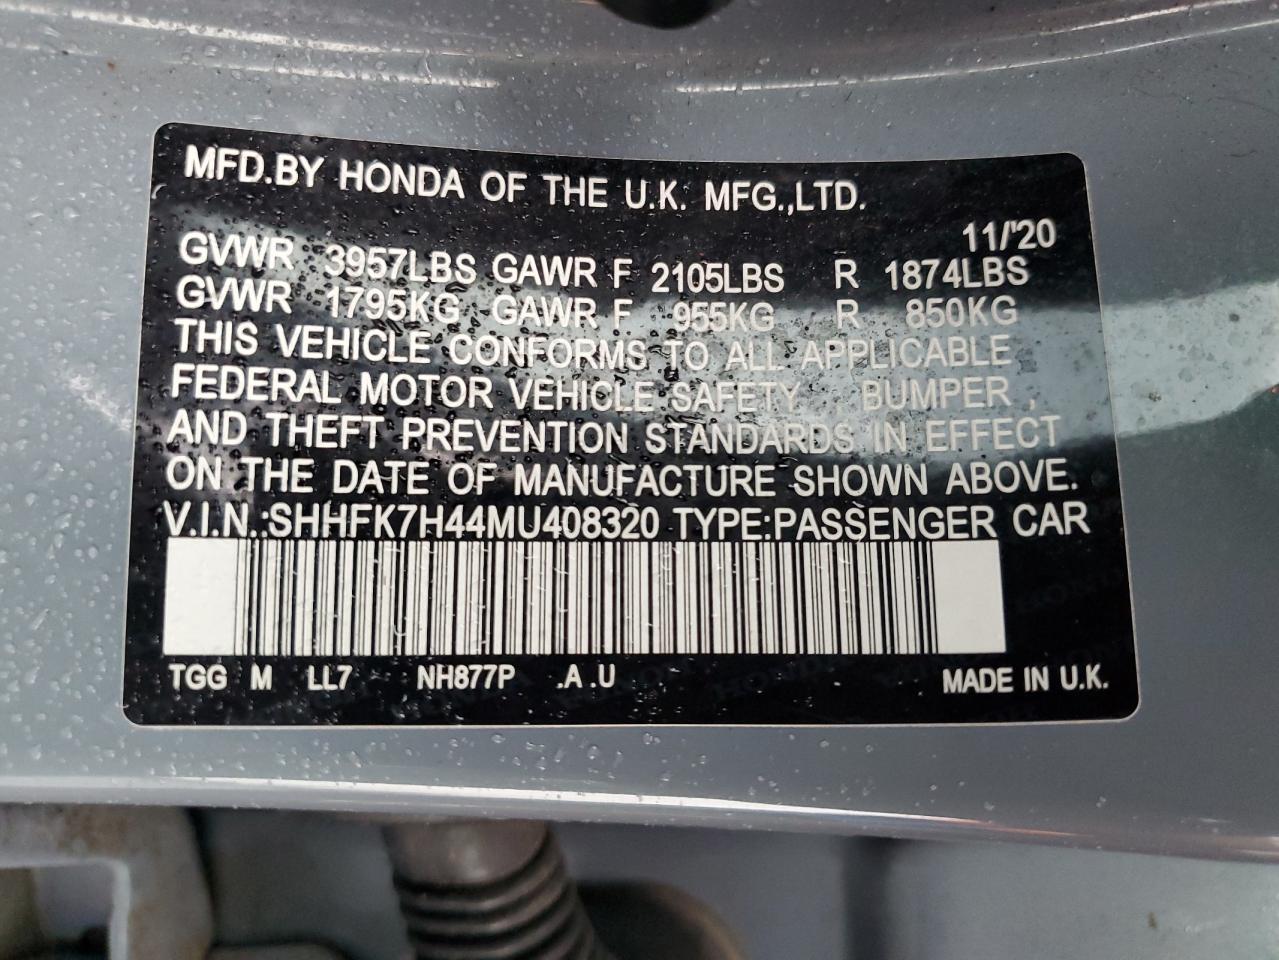 MFD.BY HONDA OF THE U.K. MFG.,LTD.
11/'20
GVWR 3957LBS GAWR F 2105LBS R 1874LBS
GVWR 1795KG GAWR F 955KG R 850KG
THIS VEHICLE CONFORMS TO ALL APPLICABLE
FEDERAL MOTOR VEHICLE SAFETY , BUMPER ,
AND THEFT PREVENTION STANDARDS IN EFFECT
ON THE DATE OF MANUFACTURE SHOWN ABOVE.
V.I.N.:SHHFK7H44MU408320 TYPE:PASSENGER CAR
TGG M LL7 NH877P .A .U MADE IN U.K.